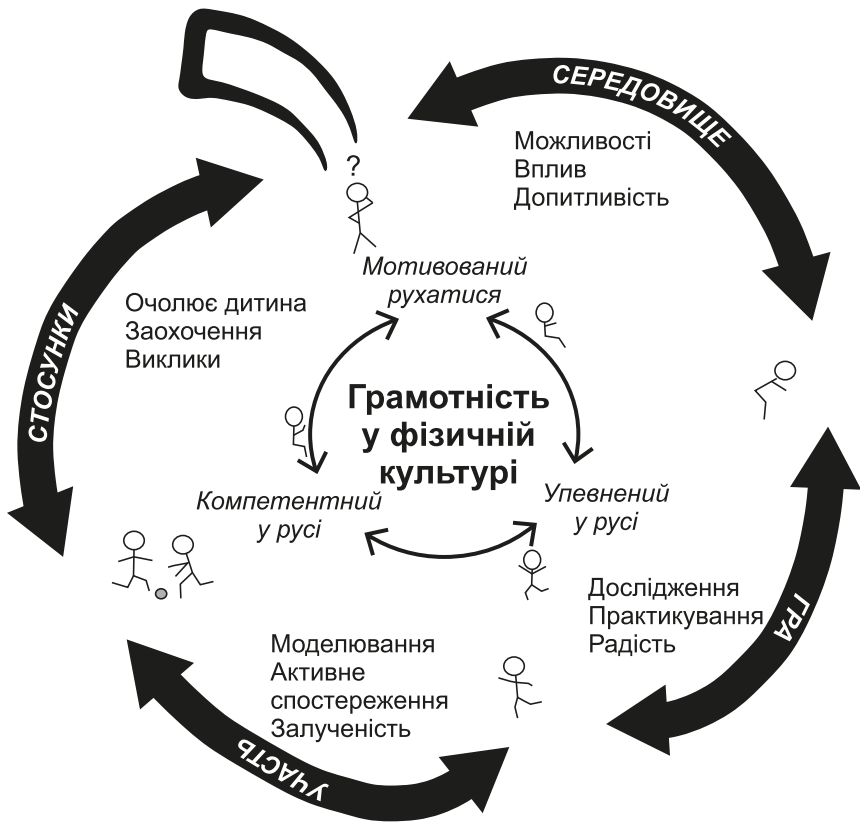 СЕРЕДОВИЩЕ
Можливості
Вплив
Допитливість
?
Мотивований
рухатися
СТОСУНКИ
Очолює дитина
Заохочення
Виклики
Грамотність
у фізичній
культурі
Компетентний
у русі
Упевнений
у русі
Дослідження
Практикування
Радість
ГРА
Моделювання
Активне
спостереження
Залученість
УЧАСТЬ